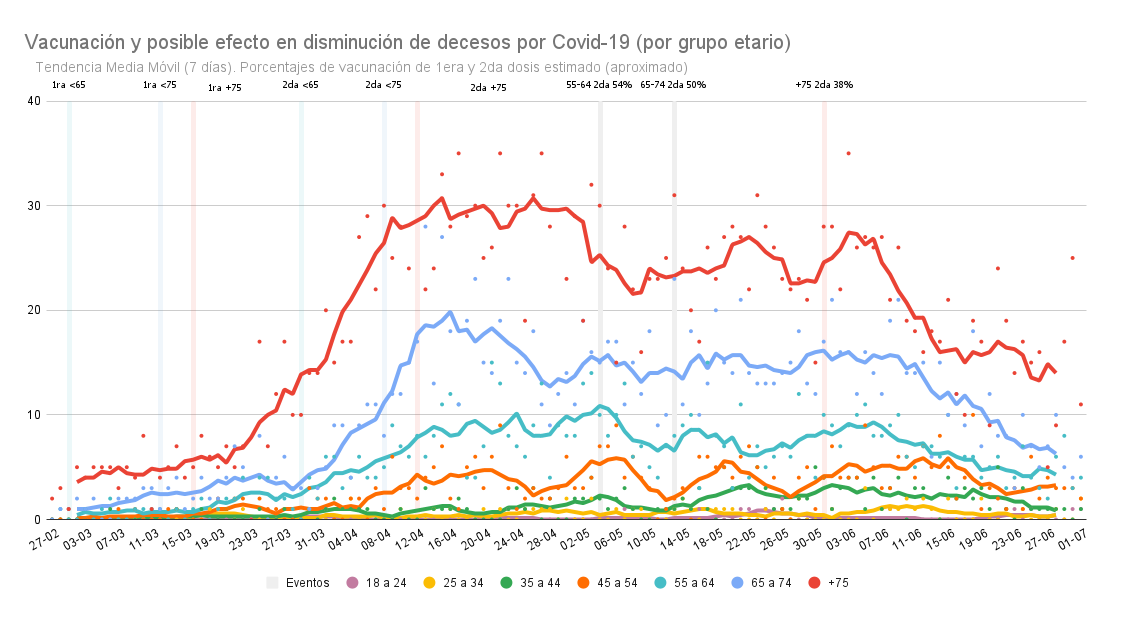 Vacunación y posible efecto en disminución de decesos por Covid-19 (por grupo etario)
Tendencia Media Móvil (7 días). Porcentajes de vacunación de 1era y 2da dosis estimado (aproximado)
1ra <65 1ra <75 1ra +75 2da <65 2da <75 2da +75 55-64 2da 54% 65-74 2da 50% +75 2da 38%
40
30
20
10
0
27-02 03-03 07-03 11-03 15-03 19-03 23-03 27-03 31-03 04-04 08-04 12-04 16-04 20-04 24-04 28-04 02-05 06-05 10-05 14-05 18-05 22-05 26-05 30-05 03-06 07-06 11-06 15-06 19-06 23-06 27-06 01-07
Eventos 18 a 24 25 a 34 35 a 44 45 a 54 55 a 64 65 a 74 +75